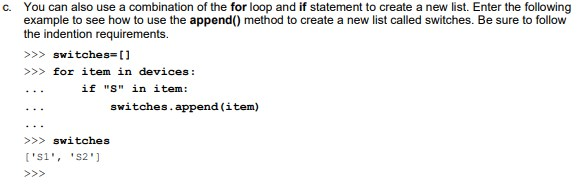 c. You can also use a combination of the for loop and if statement to create a new list. Enter the following
example to see how to use the append() method to create a new list called switches. Be sure to follow
the indention requirements.
>>> switches=[]
>>> for item in devices:
...     if "S" in item:
...         switches.append(item)
...
>>> switches
['S1', 'S2']
>>>